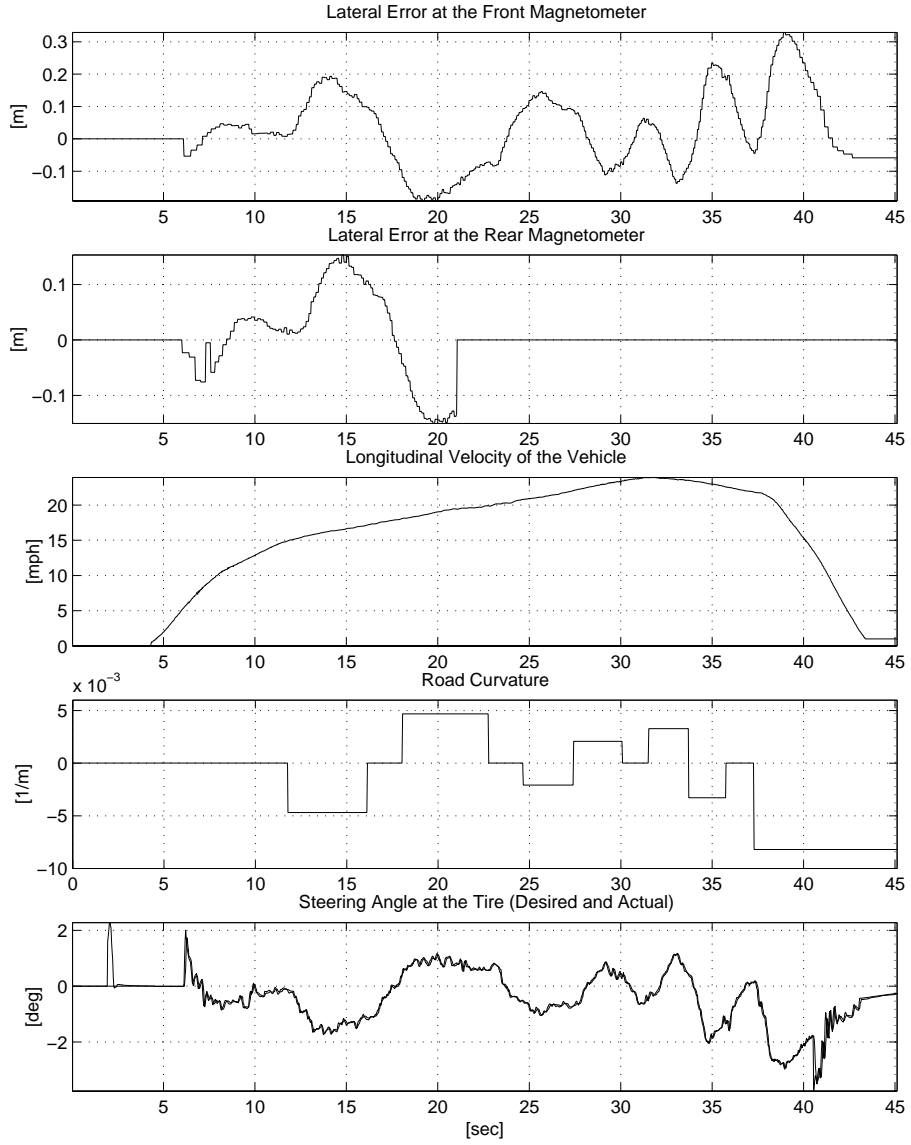 Lateral Error at the Front Magnetometer
0.3
0.2
0.1
0
−0.1
[m]
5 10 15 20 25 30 35 40 45
Lateral Error at the Rear Magnetometer
0.1
0
−0.1
[m]
5 10 15 20 25 30 35 40 45
Longitudinal Velocity of the Vehicle
20
15
10
5
0
[mph]
5 10 15 20 25 30 35 40 45
Road Curvature
x 10⁻³
5
0
−5
−10
[1/m]
0 5 10 15 20 25 30 35 40 45
Steering Angle at the Tire (Desired and Actual)
2
0
−2
[deg]
5 10 15 20 25 30 35 40 45
[sec]